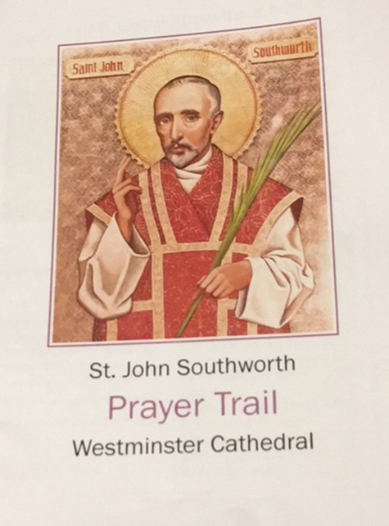 Saint John
Southworth
St. John Southworth
Prayer Trail
Westminster Cathedral